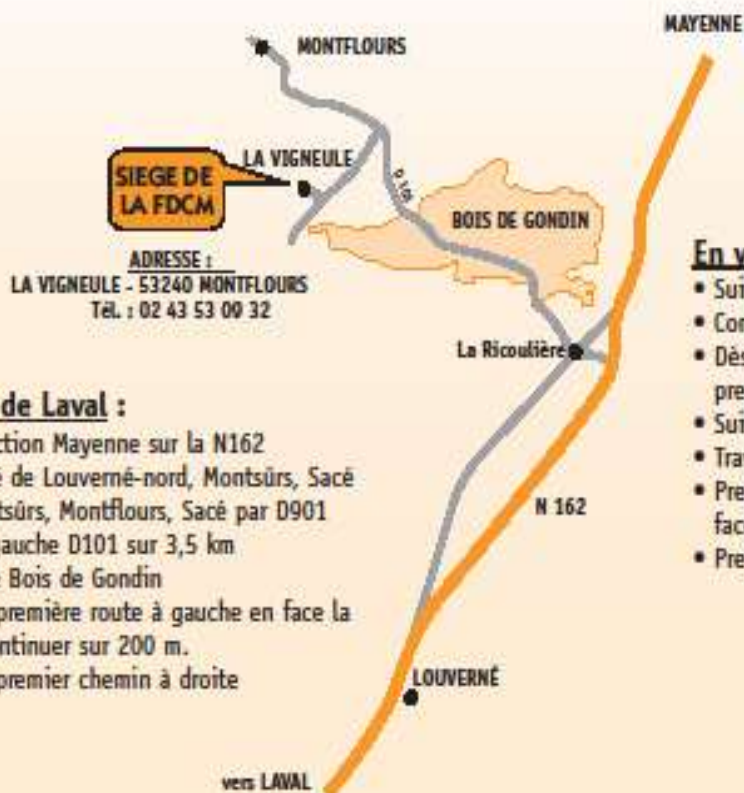 MAYENNE
MONTFLOURS
LA VIGNEULE
SIEGE DE
LA FDCM
D 101
BOIS DE GONDIN
ADRESSE :
LA VIGNEULE - 53240 MONTFLOURS
Tél. : 02 43 53 09 32
La Ricoulière
de Laval :
ction Mayenne sur la N162
é de Louverné-nord, Montsûrs, Sacé
tsûrs, Montflours, Sacé par D901
auche D101 sur 3,5 km
e Bois de Gondin
première route à gauche en face la
ntinuer sur 200 m.
premier chemin à droite
En v
• Sui
• Con
• Dès
pre
• Sui
• Tra
• Pre
fac
• Pre
N 162
LOUVERNÉ
vers LAVAL